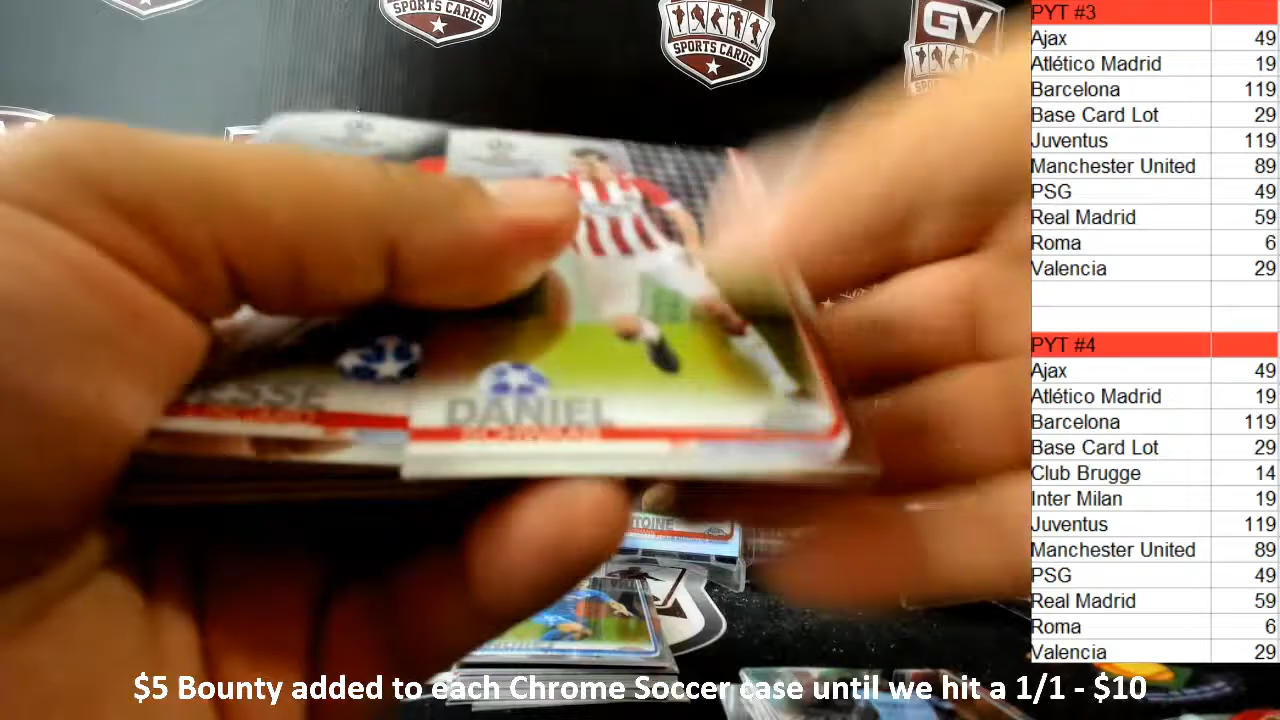 SPORTS CARDS
SPORTS CARDS
GV
PYT #3
Ajax 49
Atlético Madrid 19
Barcelona 119
Base Card Lot 29
Juventus 119
Manchester United 89
PSG 49
Real Madrid 59
Roma 6
Valencia 29
PYT #4
Ajax 49
Atlético Madrid 19
Barcelona 119
Base Card Lot 29
Club Brugge 14
Inter Milan 19
Juventus 119
Manchester United 89
PSG 49
Real Madrid 59
Roma 6
Valencia 29
DANIEL
$5 Bounty added to each Chrome Soccer case until we hit a 1/1 - $10